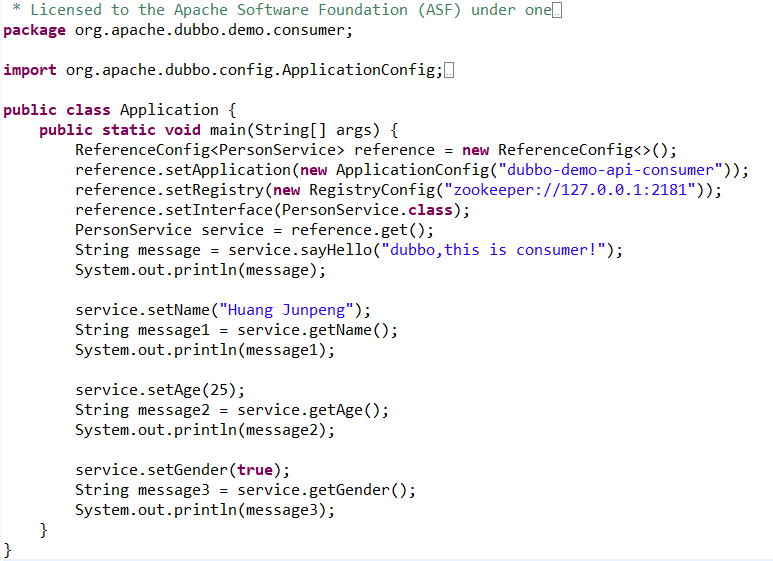 * Licensed to the Apache Software Foundation (ASF) under one
package org.apache.dubbo.demo.consumer;

import org.apache.dubbo.config.ApplicationConfig;

public class Application {
    public static void main(String[] args) {
        ReferenceConfig<PersonService> reference = new ReferenceConfig<>();
        reference.setApplication(new ApplicationConfig("dubbo-demo-api-consumer"));
        reference.setRegistry(new RegistryConfig("zookeeper://127.0.0.1:2181"));
        reference.setInterface(PersonService.class);
        PersonService service = reference.get();
        String message = service.sayHello("dubbo,this is consumer!");
        System.out.println(message);

        service.setName("Huang Junpeng");
        String message1 = service.getName();
        System.out.println(message1);

        service.setAge(25);
        String message2 = service.getAge();
        System.out.println(message2);

        service.setGender(true);
        String message3 = service.getGender();
        System.out.println(message3);
    }
}